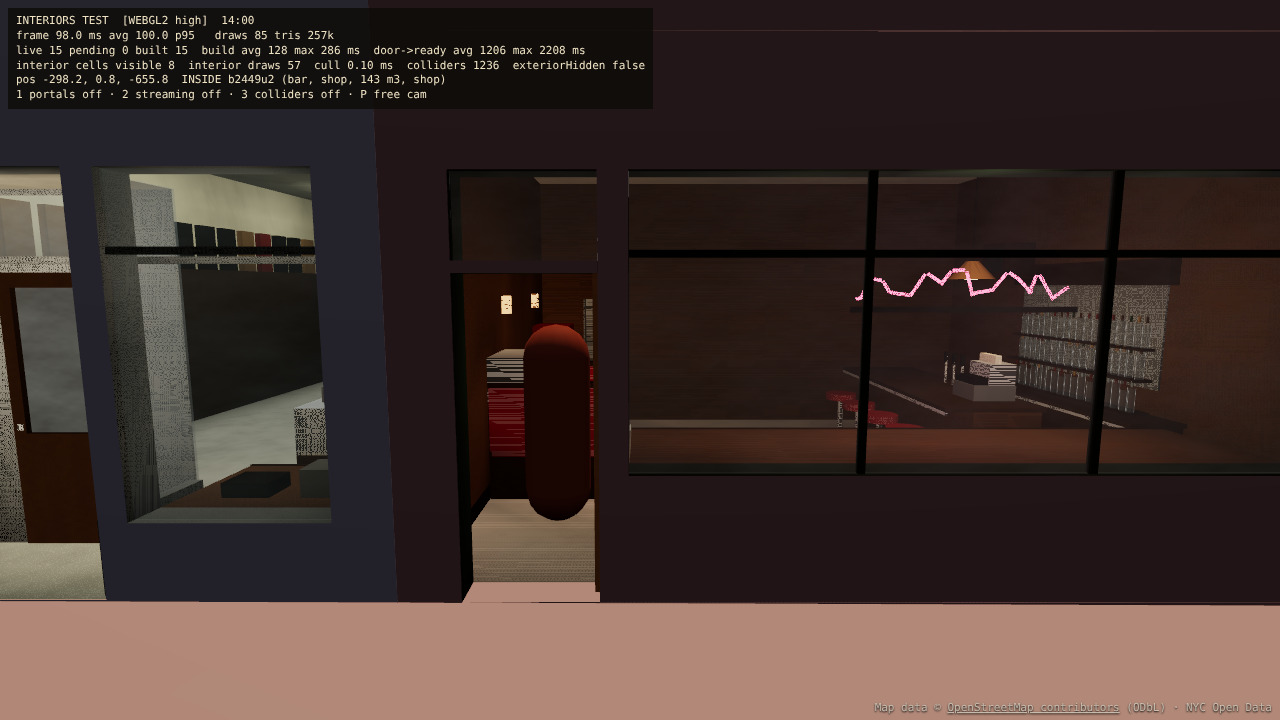 INTERIORS TEST  [WEBGL2 high]  14:00
frame 98.0 ms avg 100.0 p95   draws 85 tris 257k
live 15 pending 0 built 15  build avg 128 max 286 ms  door->ready avg 1206 max 2208 ms
interior cells visible 8  interior draws 57  cull 0.10 ms  colliders 1236  exteriorHidden false
pos -298.2, 0.8, -655.8  INSIDE b2449u2 (bar, shop, 143 m3, shop)
1 portals off · 2 streaming off · 3 colliders off · P free cam
Map data © OpenStreetMap contributors (ODbL) · NYC Open Data